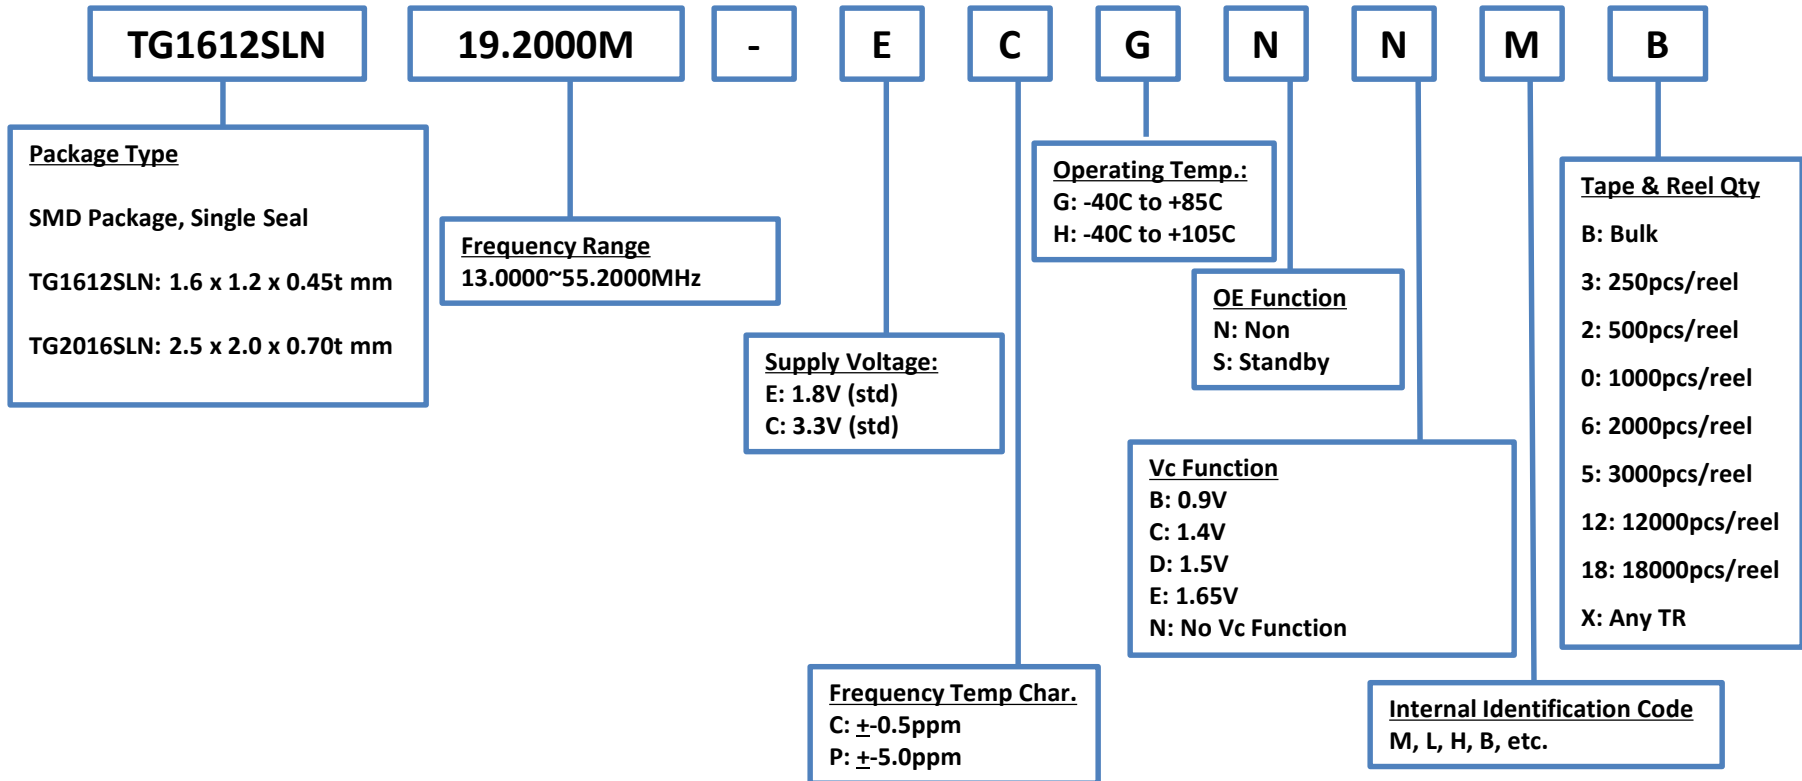 TG1612SLN 19.2000M - E C G N N M B
Package Type
SMD Package, Single Seal
TG1612SLN: 1.6 x 1.2 x 0.45t mm
TG2016SLN: 2.5 x 2.0 x 0.70t mm
Frequency Range
13.0000~55.2000MHz
Supply Voltage:
E: 1.8V (std)
C: 3.3V (std)
Frequency Temp Char.
C: +-0.5ppm
P: +-5.0ppm
Operating Temp.:
G: -40C to +85C
H: -40C to +105C
OE Function
N: Non
S: Standby
Vc Function
B: 0.9V
C: 1.4V
D: 1.5V
E: 1.65V
N: No Vc Function
Internal Identification Code
M, L, H, B, etc.
Tape & Reel Qty
B: Bulk
3: 250pcs/reel
2: 500pcs/reel
0: 1000pcs/reel
6: 2000pcs/reel
5: 3000pcs/reel
12: 12000pcs/reel
18: 18000pcs/reel
X: Any TR